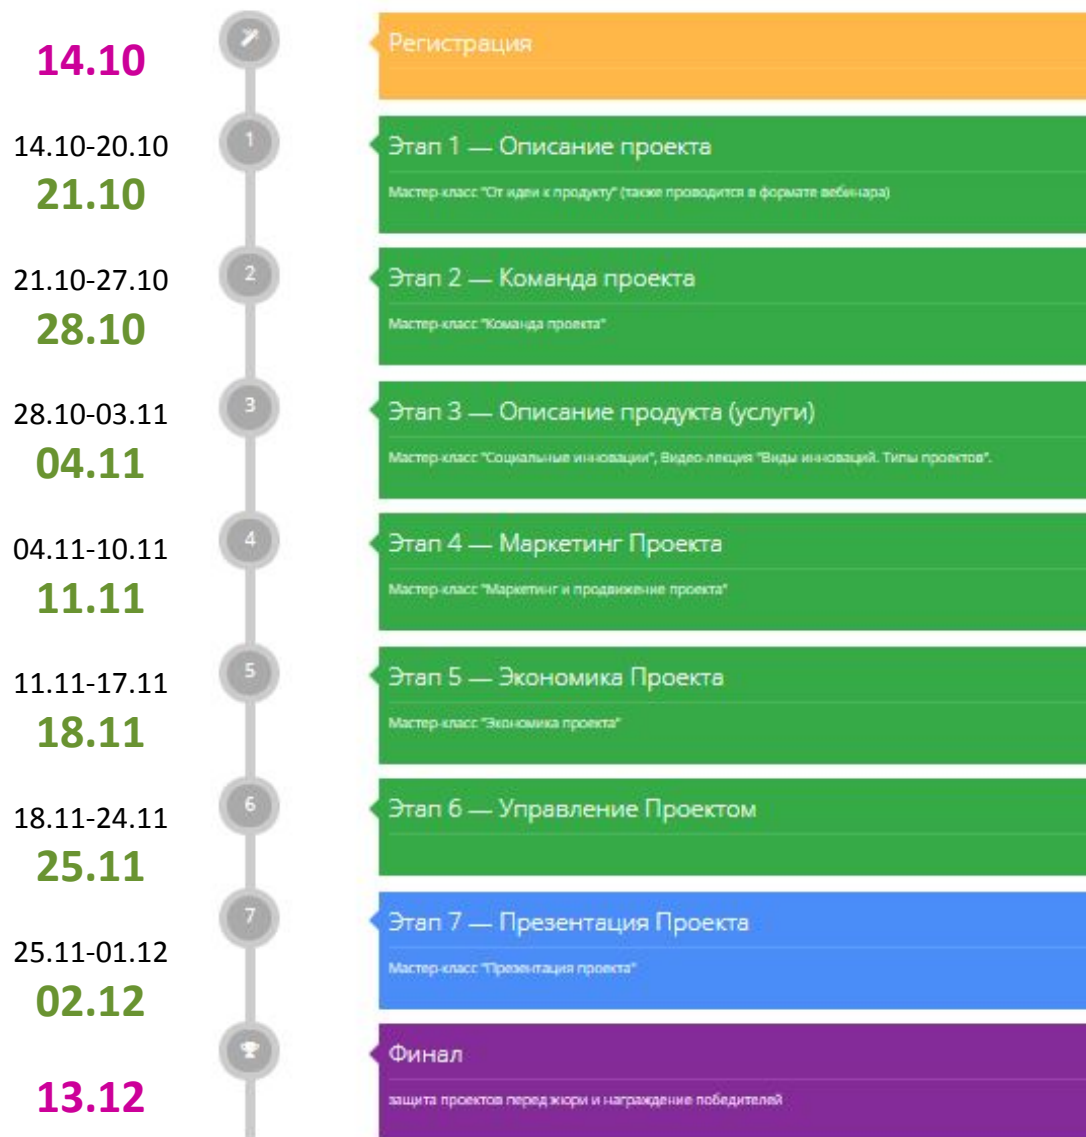 14.10
Регистрация
14.10-20.10
21.10
1
Этап 1 — Описание проекта
Мастер-класс "От идеи к продукту" (также проводится в формате вебинара)
21.10-27.10
28.10
2
Этап 2 — Команда проекта
Мастер-класс "Команда проекта"
28.10-03.11
04.11
3
Этап 3 — Описание продукта (услуги)
Мастер-класс "Социальные инновации", Видео-лекция "Виды инноваций. Типы проектов".
04.11-10.11
11.11
4
Этап 4 — Маркетинг Проекта
Мастер-класс "Маркетинг и продвижение проекта"
11.11-17.11
18.11
5
Этап 5 — Экономика Проекта
Мастер-класс "Экономика проекта"
18.11-24.11
25.11
6
Этап 6 — Управление Проектом
25.11-01.12
02.12
7
Этап 7 — Презентация Проекта
Мастер-класс "Презентация проекта"
13.12
Финал
защита проектов перед жюри и награждение победителей